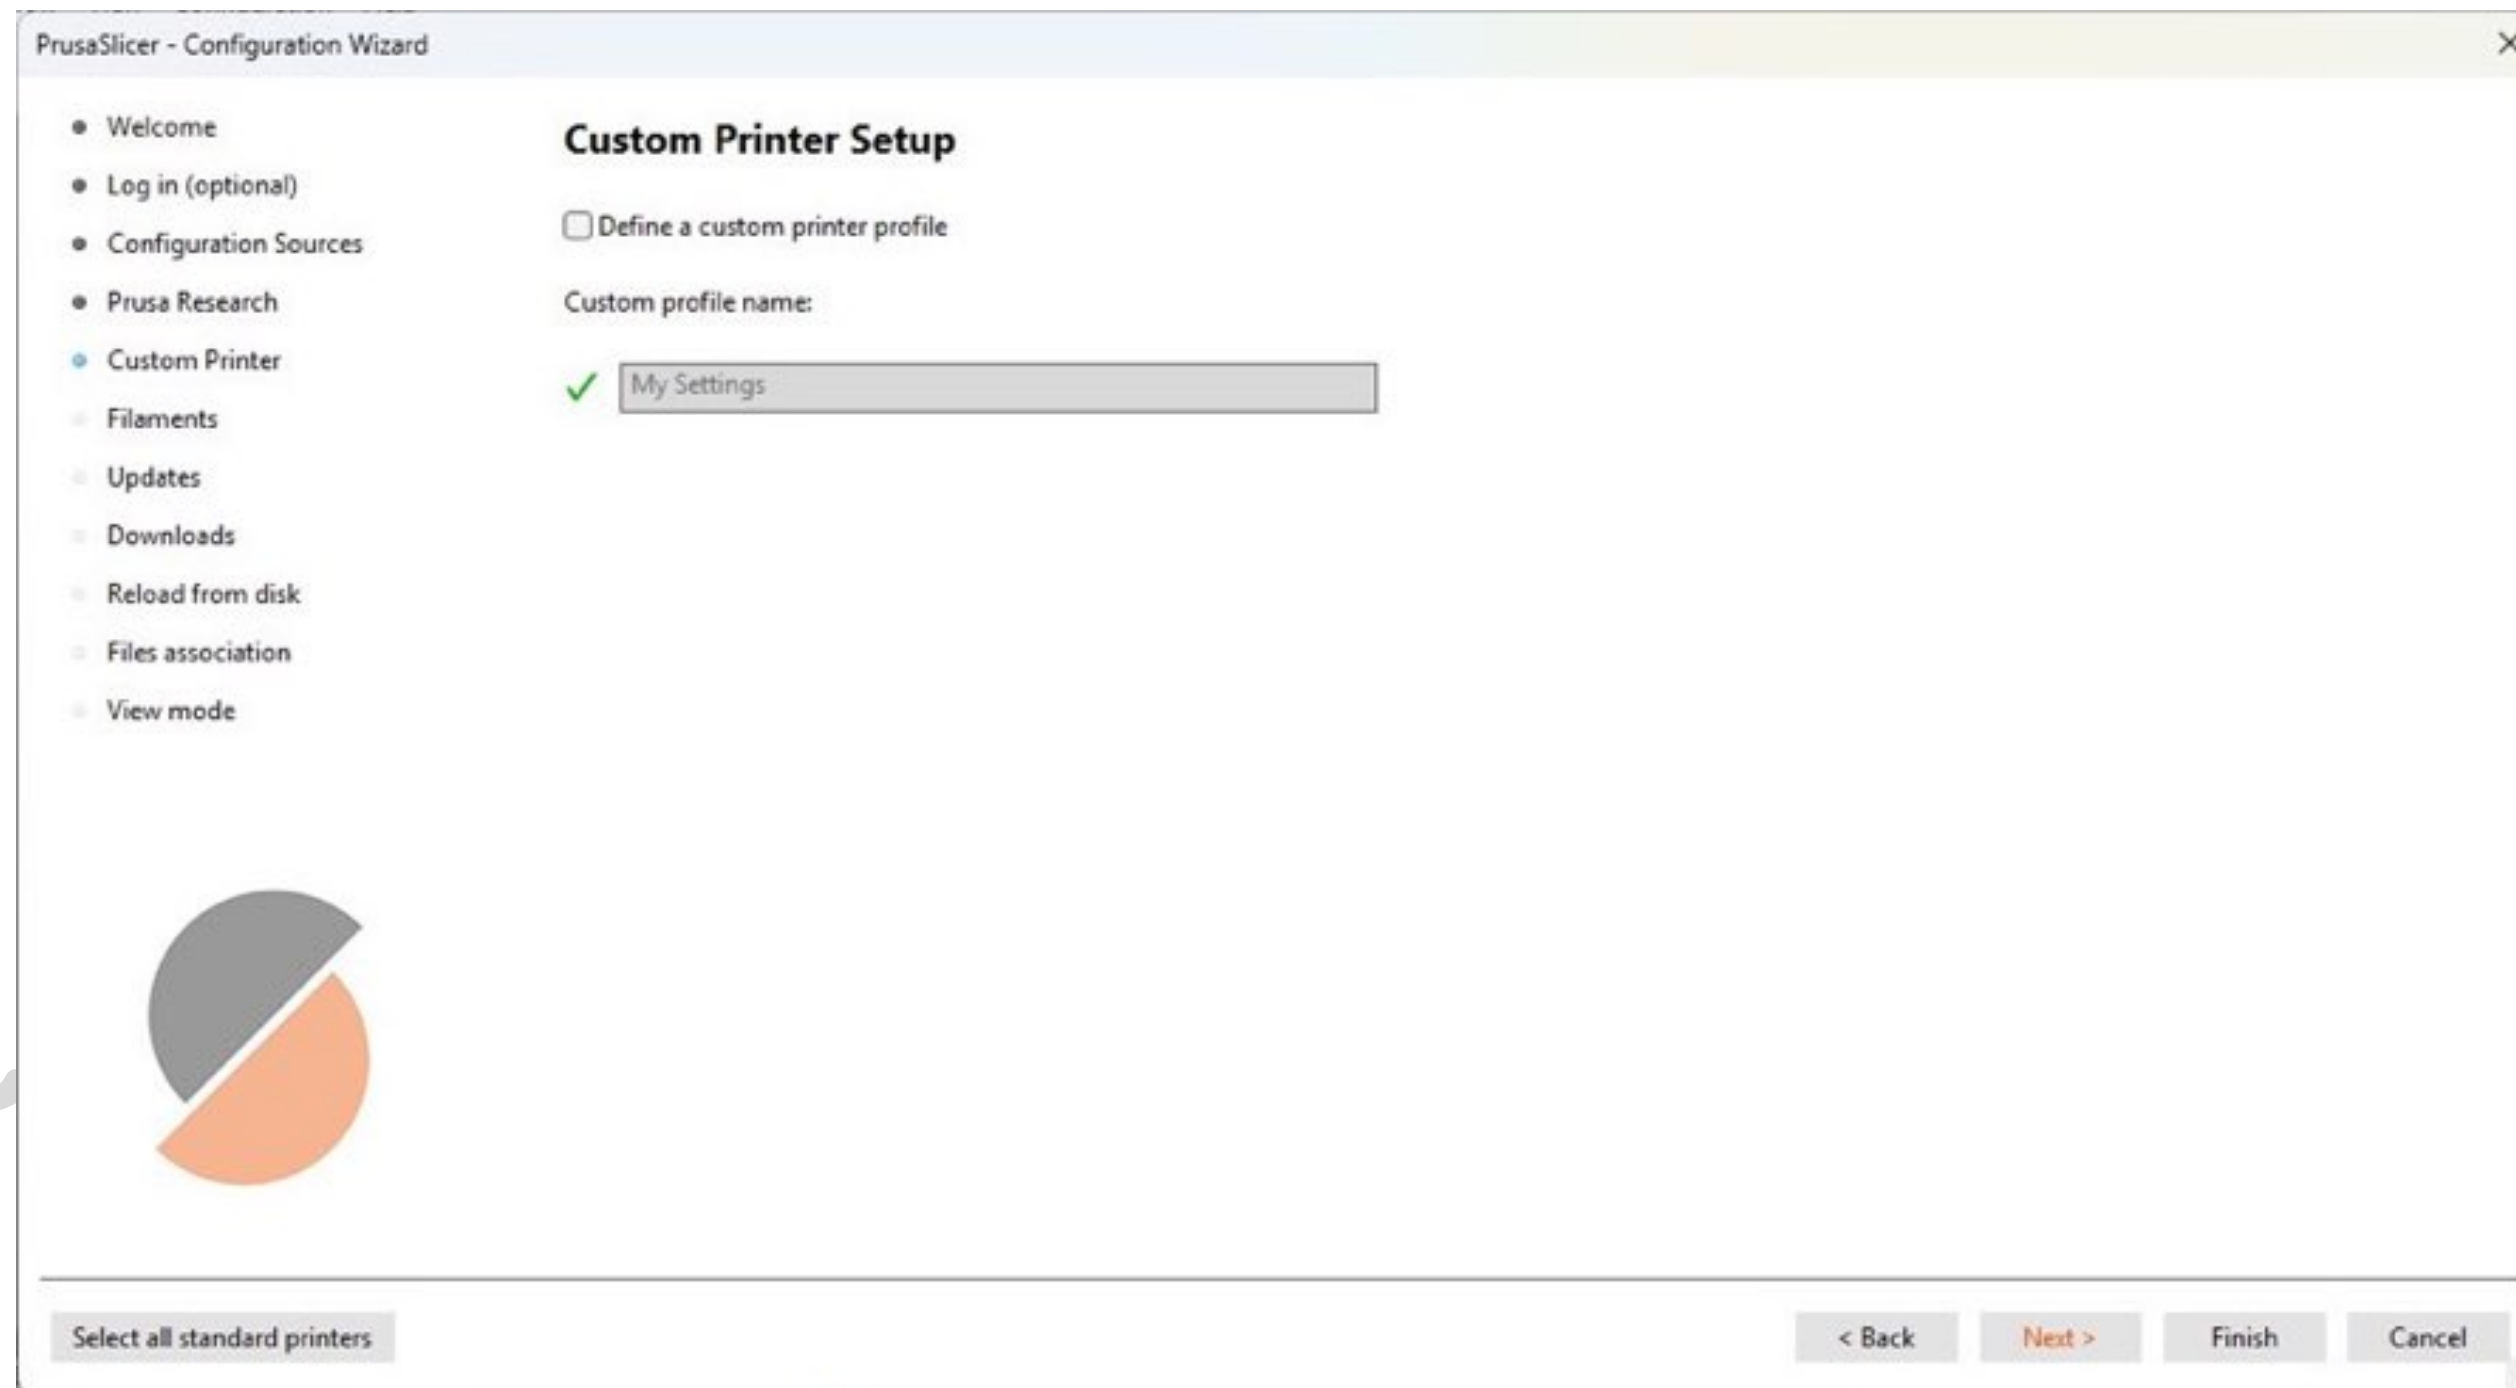 PrusaSlicer - Configuration Wizard
Welcome
Log in (optional)
Configuration Sources
Prusa Research
Custom Printer
Filaments
Updates
Downloads
Reload from disk
Files association
View mode
Custom Printer Setup
Define a custom printer profile
Custom profile name:
My Settings
Select all standard printers
< Back
Next >
Finish
Cancel